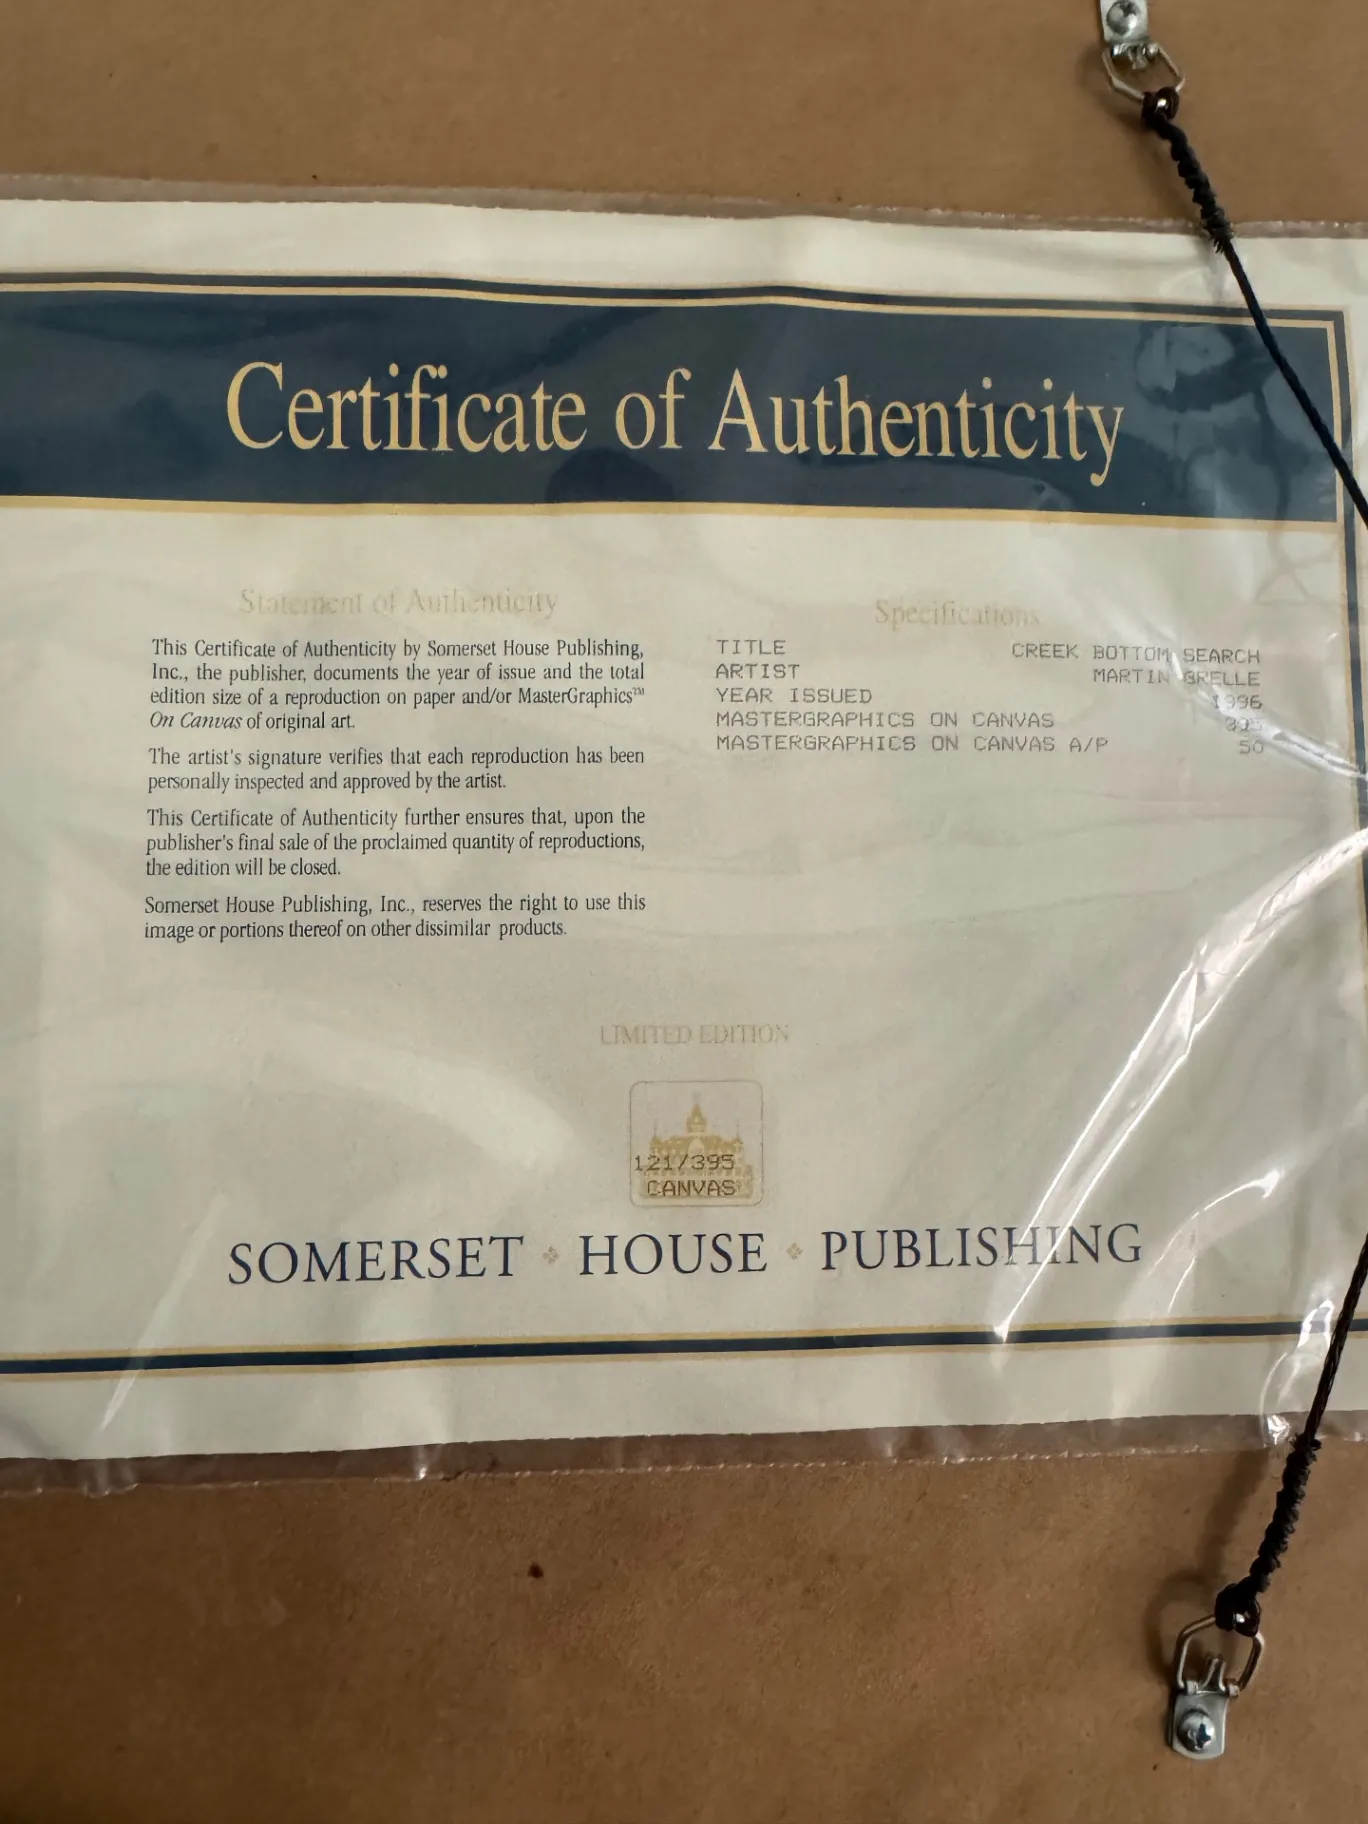 Certificate of Authenticity
Statement of Authenticity
This Certificate of Authenticity by Somerset House Publishing,
Inc., the publisher, documents the year of issue and the total
edition size of a reproduction on paper and/or MasterGraphics™
On Canvas of original art.
The artist's signature verifies that each reproduction has been
personally inspected and approved by the artist.
This Certificate of Authenticity further ensures that, upon the
publisher's final sale of the proclaimed quantity of reproductions,
the edition will be closed.
Somerset House Publishing, Inc., reserves the right to use this
image or portions thereof on other dissimilar products.
Specifications
TITLE CREEK BOTTOM SEARCH
ARTIST MARTIN GRELLE
YEAR ISSUED 1996
MASTERGRAPHICS ON CANVAS 395
MASTERGRAPHICS ON CANVAS A/P 50
LIMITED EDITION
121/395
CANVAS
SOMERSET HOUSE PUBLISHING